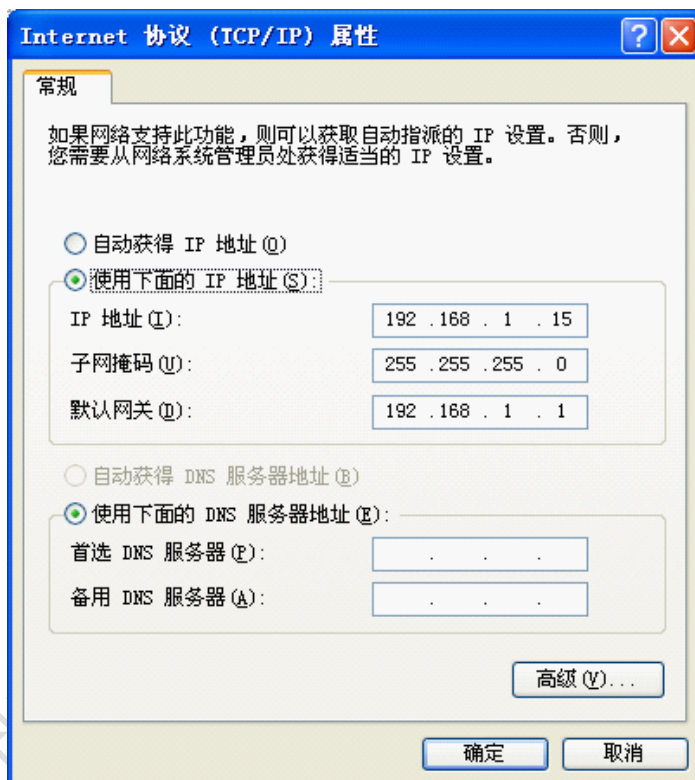 Internet 协议 (TCP/IP) 属性
常规
如果网络支持此功能,则可以获取自动指派的 IP 设置。否则,
您需要从网络系统管理员处获得适当的 IP 设置。
自动获得 IP 地址(O)
使用下面的 IP 地址(S):
IP 地址(I): 192 .168 . 1 . 15
子网掩码(U): 255 .255 .255 . 0
默认网关(D): 192 .168 . 1 . 1
自动获得 DNS 服务器地址(B)
使用下面的 DNS 服务器地址(E):
首选 DNS 服务器(P): . . .
备用 DNS 服务器(A): . . .
高级(V)...
确定 取消